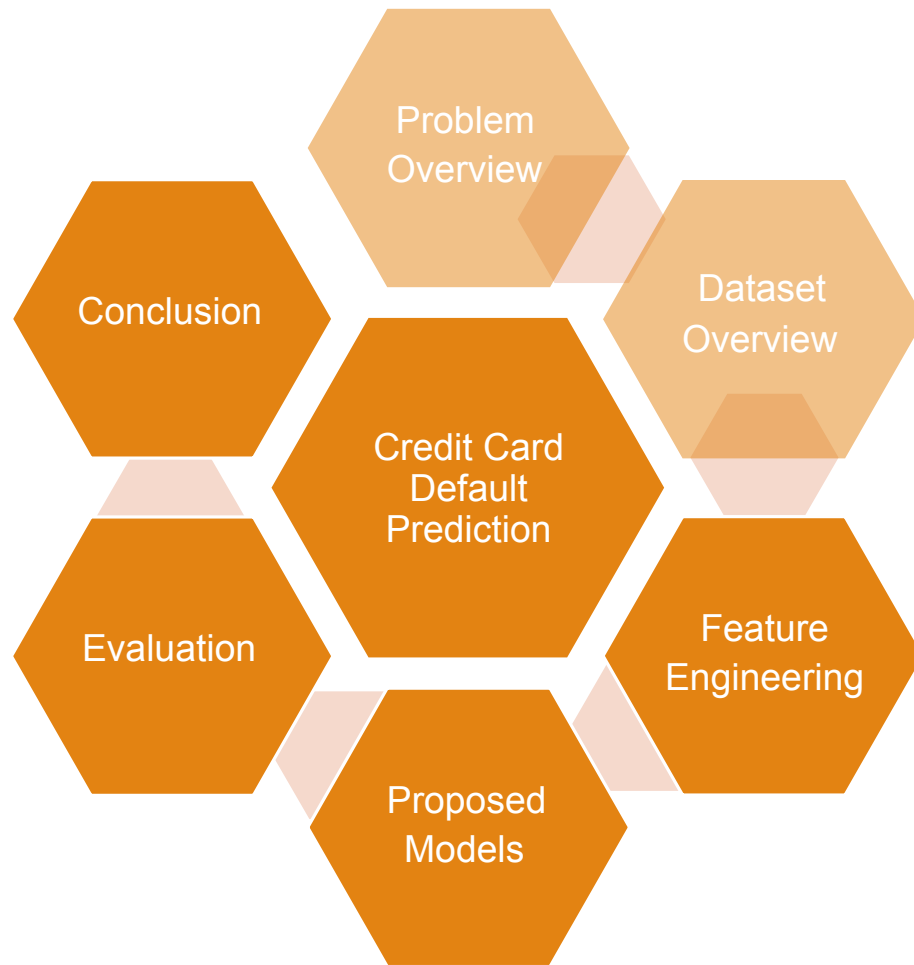 Problem
Overview
Dataset
Overview
Feature
Engineering
Proposed
Models
Evaluation
Conclusion
Credit Card
Default
Prediction